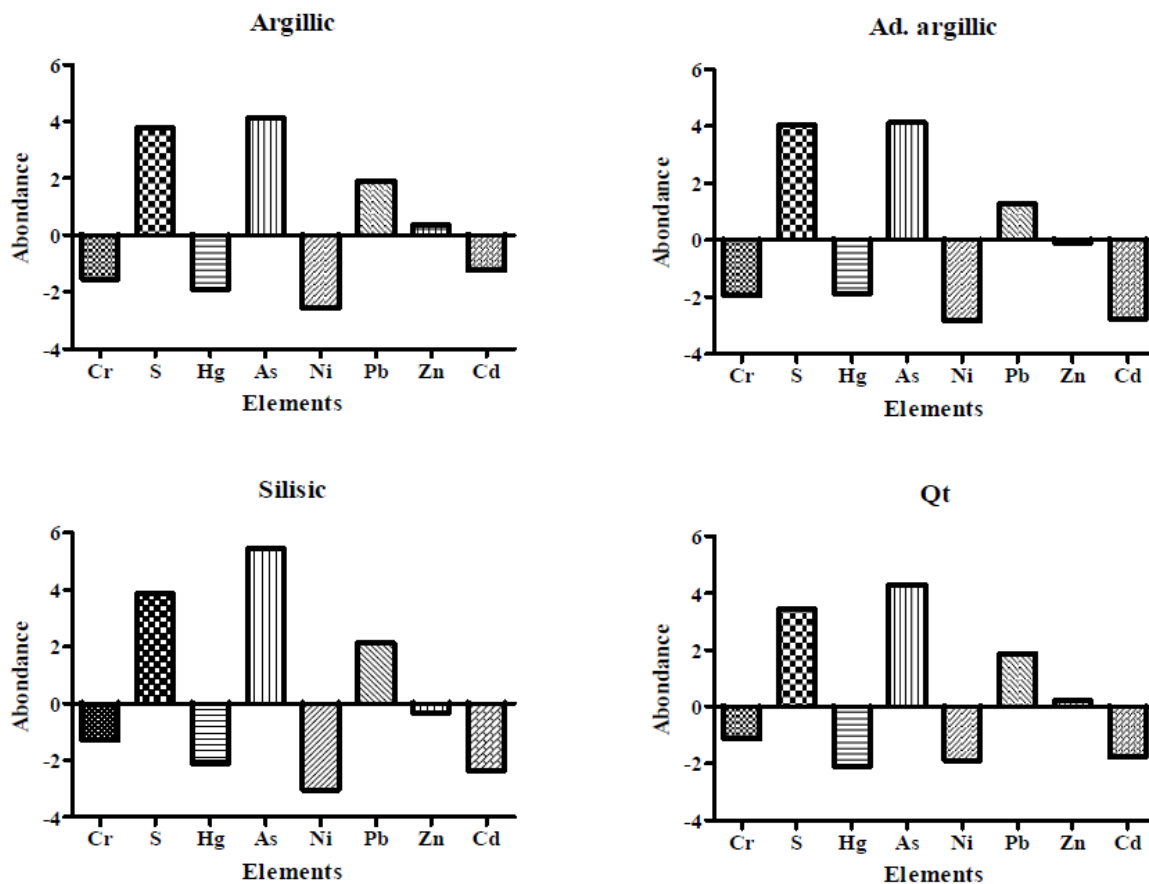 Argillic
Abondance
6
4
2
0
-2
-4
Cr S Hg As Ni Pb Zn Cd
Elements
Ad. argillic
Abondance
6
4
2
0
-2
-4
Cr S Hg As Ni Pb Zn Cd
Elements
Silisic
Abondance
6
4
2
0
-2
-4
Cr S Hg As Ni Pb Zn Cd
Elements
Qt
Abondance
6
4
2
0
-2
-4
Cr S Hg As Ni Pb Zn Cd
Elements